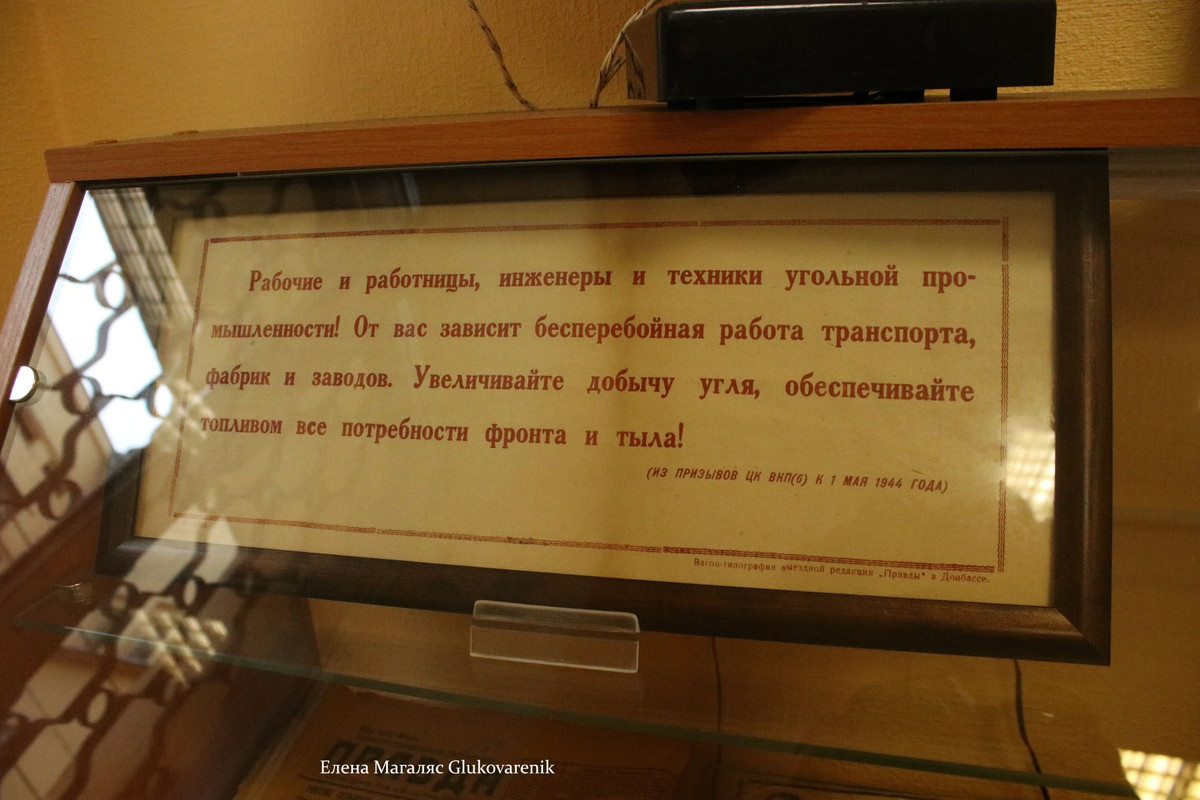 Рабочие и работницы, инженеры и техники угольной про-
мышленности! От вас зависит бесперебойная работа транспорта,
фабрик и заводов. Увеличивайте добычу угля, обеспечивайте
топливом все потребности фронта и тыла!
(ИЗ ПРИЗЫВОВ ЦК ВКП(б) К 1 МАЯ 1944 ГОДА)
Вагон-типография выездной редакции „Правды" в Донбассе.
ПРАВДА
Елена Магаляс Glukovarenik